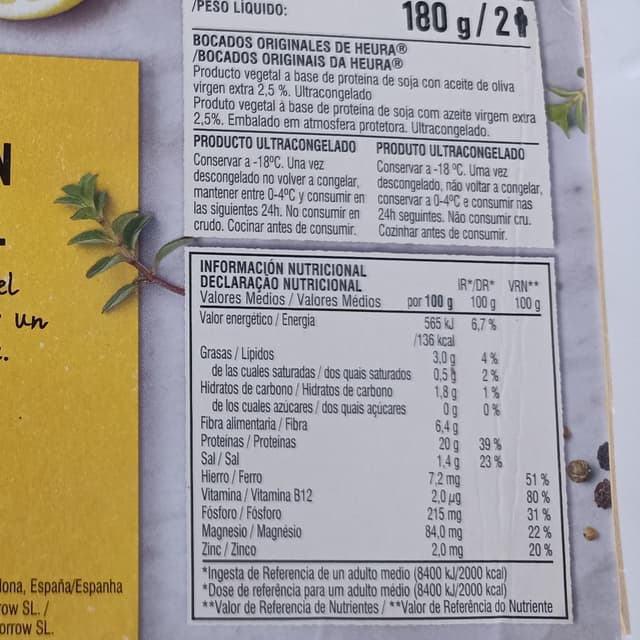 /PESO LÍQUIDO:
180 g/2
BOCADOS ORIGINALES DE HEURA®
/BOCADOS ORIGINAIS DA HEURA®
Producto vegetal a base de proteína de soja con aceite de oliva
virgen extra 2,5 %. Ultracongelado
Produto vegetal à base de proteína de soja com azeite virgem extra
2,5%. Embalado em atmosfera protetora. Ultracongelado.
PRODUCTO ULTRACONGELADO
Conservar a -18ºC. Una vez
descongelado no volver a congelar,
mantener entre 0-4ºC y consumir en
las siguientes 24h. No consumir en
crudo. Cocinar antes de consumir.
PRODUTO ULTRACONGELADO
Conservar a -18 ºC. Uma vez
descongelado, não voltar a congelar,
conservar a 0-4ºC e consumir nas
24h seguintes. Não consumir cru.
Cozinhar antes de consumir.
INFORMACIÓN NUTRICIONAL
DECLARAÇÃO NUTRICIONAL IR*/DR* VRN**
Valores Médios / Valores Médios por 100 g 100 g 100 g
Valor energético / Energia 565 kJ 6,7 %
/136 kcal
Grasas / Lípidos 3,0 g 4 %
de las cuales saturadas / dos quais saturados 0,5 g 2 %
Hidratos de carbono / Hidratos de carbono 1,8 g 1 %
de los cuales azúcares / dos quais açúcares 0 g 0 %
Fibra alimentaria / Fibra 6,4 g
Proteínas / Proteínas 20 g 39 %
Sal / Sal 1,4 g 23 %
Hierro / Ferro 7,2 mg 51 %
Vitamina / Vitamina B12 2,0 µg 80 %
Fósforo / Fósforo 215 mg 31 %
Magnesio / Magnésio 84,0 mg 22 %
Zinc / Zinco 2,0 mg 20 %
*Ingesta de Referencia de un adulto medio (8400 kJ/2000 kcal)
*Dose de referência para um adulto médio (8400 kJ/2000 kcal)
**Valor de Referencia de Nutrientes / **Valor de Referência do Nutriente
N
el
un
lona, España/Espanha
row SL. /
orrow SL.